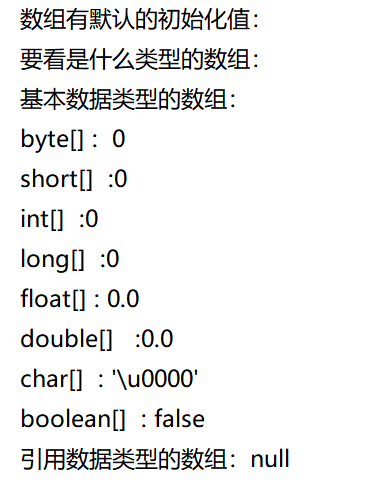 数组有默认的初始化值：
要看是什么类型的数组：
基本数据类型的数组：
byte[] :  0
short[]  :0
int[]  :0
long[]  :0
float[] : 0.0
double[]   :0.0
char[]  : '\u0000'
boolean[]  : false
引用数据类型的数组：null